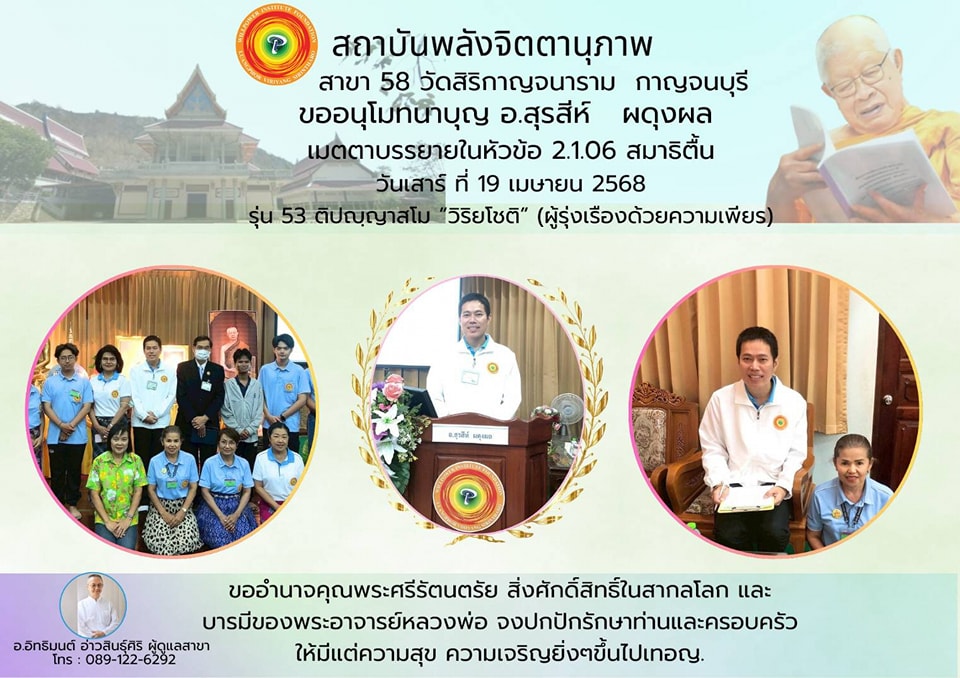 WILLPOWER INSTITUTE FOUNDATION
LUANGPHOR VIRIYANG SIRINTHARO
สถาบันพลังจิตตานุภาพ
สาขา 58 วัดสิริกาญจนาราม กาญจนบุรี
ขออนุโมทนาบุญ อ.สุรสีห์ ผดุงผล
เมตตาบรรยายในหัวข้อ 2.1.06 สมาธิตื้น
วันเสาร์ ที่ 19 เมษายน 2568
รุ่น 53 ติปญฺญาสโม “วิริยโชติ” (ผู้รุ่งเรืองด้วยความเพียร)
อ.สุรสีห์ ผดุงผล
ขออำนาจคุณพระศรีรัตนตรัย สิ่งศักดิ์สิทธิ์ในสากลโลก และ
บารมีของพระอาจารย์หลวงพ่อ จงปกปักรักษาท่านและครอบครัว
ให้มีแต่ความสุข ความเจริญยิ่งๆขึ้นไปเทอญ.
อ.อิทธิมนต์ อ่าวสินธุ์ศิริ ผู้ดูแลสาขา
โทร : 089-122-6292